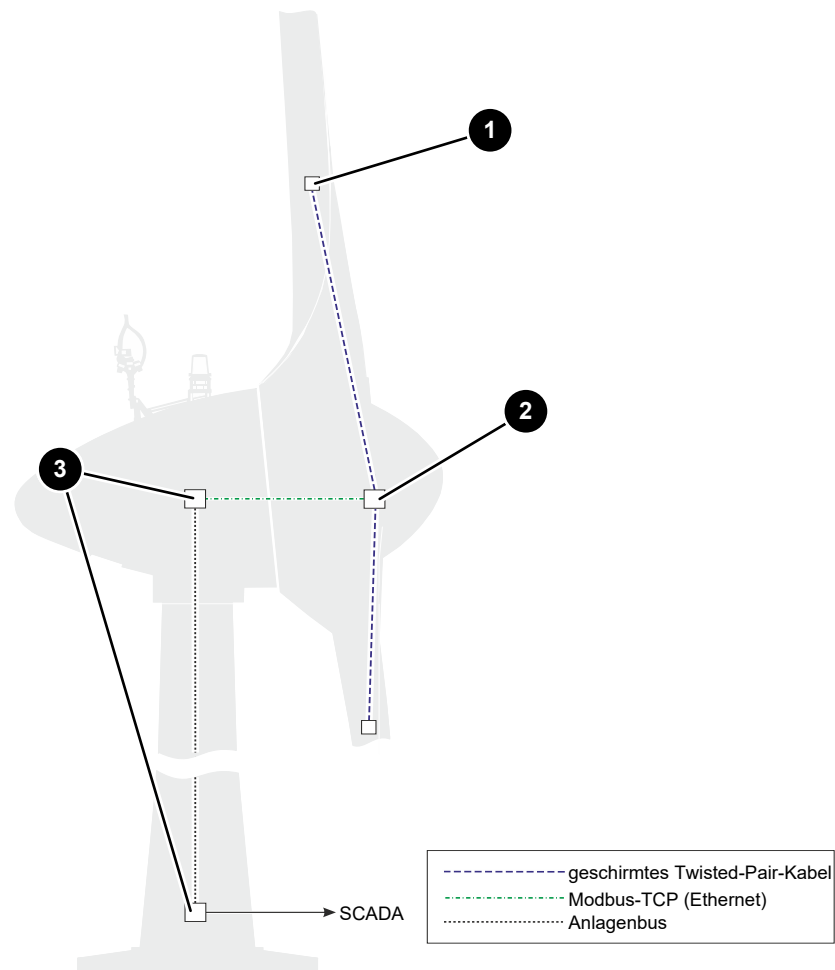 1
2
3
SCADA
geschirmtes Twisted-Pair-Kabel
Modbus-TCP (Ethernet)
Anlagenbus